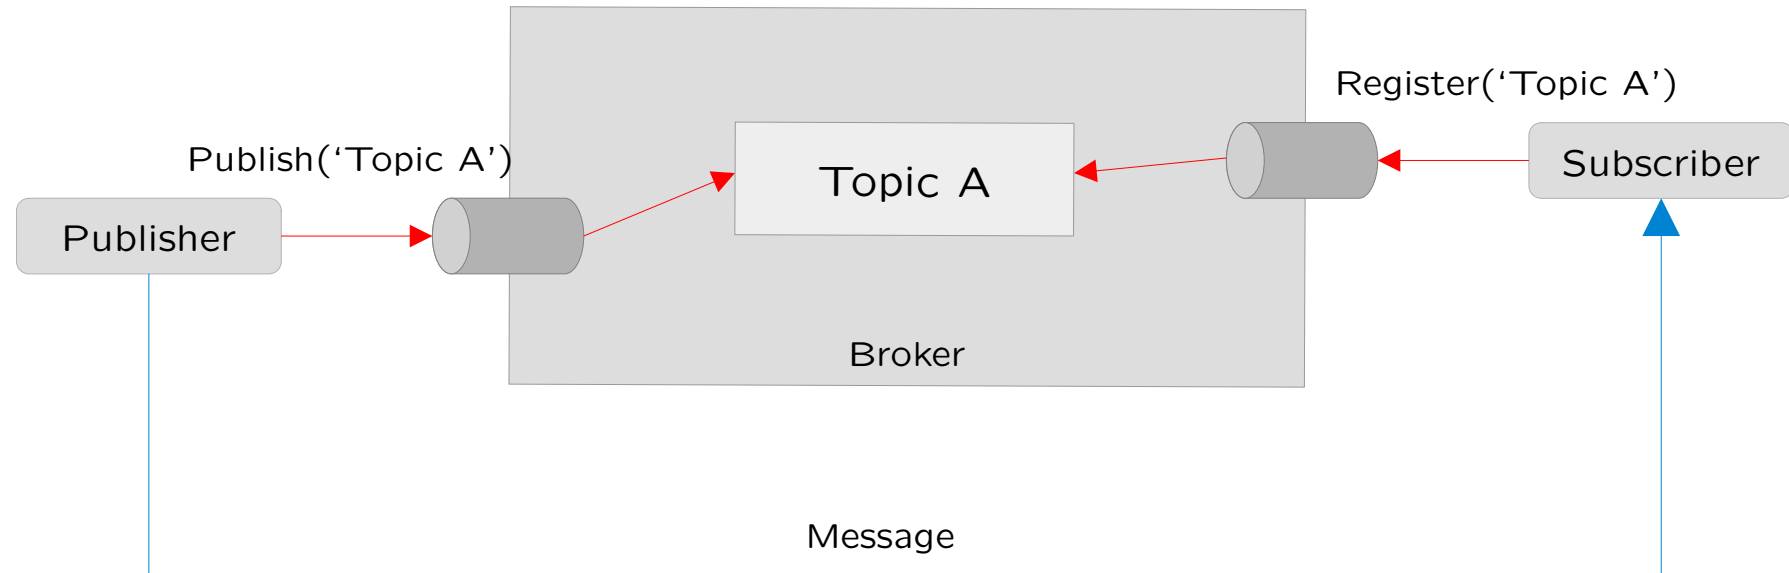 Register(‘Topic A’)
Publish(‘Topic A’)
Topic A
Subscriber
Publisher
Broker
Message